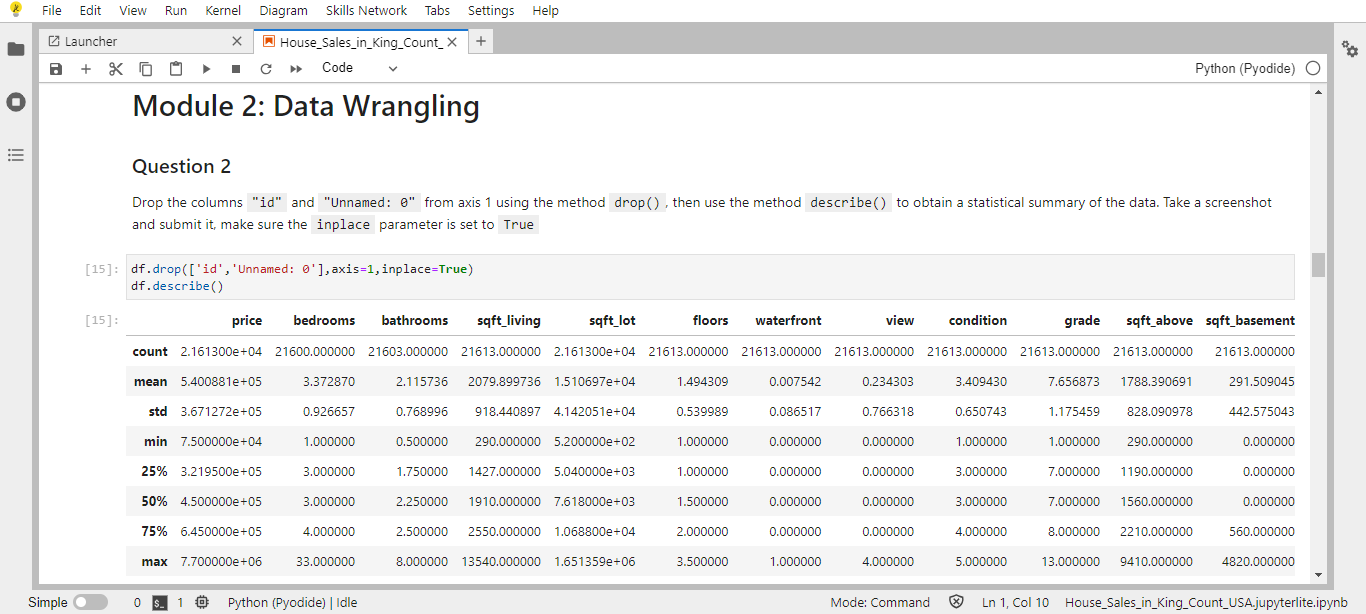 File Edit View Run Kernel Diagram Skills Network Tabs Settings Help
Launcher House_Sales_in_King_Count_
Code Python (Pyodide)
Module 2: Data Wrangling
Question 2
Drop the columns "id" and "Unnamed: 0" from axis 1 using the method drop(), then use the method describe() to obtain a statistical summary of the data. Take a screenshot
and submit it, make sure the inplace parameter is set to True
[15]: df.drop(['id','Unnamed: 0'],axis=1,inplace=True)
df.describe()
[15]: price bedrooms bathrooms sqft_living sqft_lot floors waterfront view condition grade sqft_above sqft_basement
count 2.161300e+04 21600.000000 21603.000000 21613.000000 2.161300e+04 21613.000000 21613.000000 21613.000000 21613.000000 21613.000000 21613.000000 21613.000000
mean 5.400881e+05 3.372870 2.115736 2079.899736 1.510697e+04 1.494309 0.007542 0.234303 3.409430 7.656873 1788.390691 291.509045
std 3.671272e+05 0.926657 0.768996 918.440897 4.142051e+04 0.539989 0.086517 0.766318 0.650743 1.175459 828.090978 442.575043
min 7.500000e+04 1.000000 0.500000 290.000000 5.200000e+02 1.000000 0.000000 0.000000 1.000000 1.000000 290.000000 0.000000
25% 3.219500e+05 3.000000 1.750000 1427.000000 5.040000e+03 1.000000 0.000000 0.000000 3.000000 7.000000 1190.000000 0.000000
50% 4.500000e+05 3.000000 2.250000 1910.000000 7.618000e+03 1.500000 0.000000 0.000000 3.000000 7.000000 1560.000000 0.000000
75% 6.450000e+05 4.000000 2.500000 2550.000000 1.068800e+04 2.000000 0.000000 0.000000 4.000000 8.000000 2210.000000 560.000000
max 7.700000e+06 33.000000 8.000000 13540.000000 1.651359e+06 3.500000 1.000000 4.000000 5.000000 13.000000 9410.000000 4820.000000
Simple 0 1 Python (Pyodide) | Idle Mode: Command Ln 1, Col 10 House_Sales_in_King_Count_USA.jupyterlite.ipynb